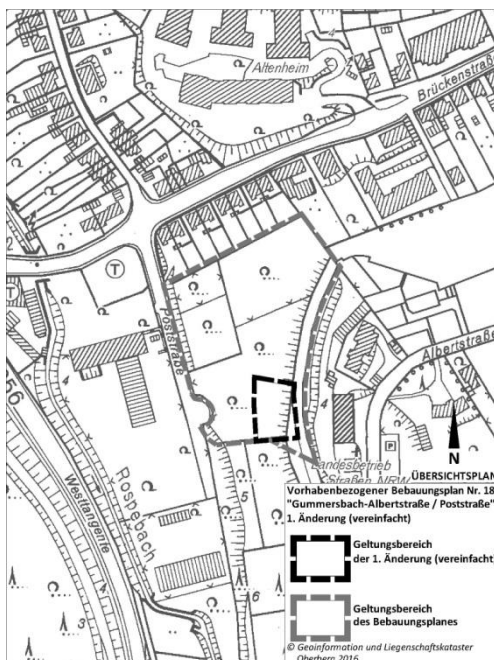 Altenheim
Brückenstraße
T
T
Poststraße
Albertstraße
56
Westtangente
Rospebach
P
Landesbetrieb
Straßen NRW
N
ÜBERSICHTSPLAN
Vorhabenbezogener Bebauungsplan Nr. 18
"Gummersbach-Albertstraße / Poststraße"
1. Änderung (vereinfacht)
Geltungsbereich
der 1. Änderung (vereinfacht)
Geltungsbereich
des Bebauungsplanes
© Geoinformation und Liegenschaftskataster
Oberberg 2016